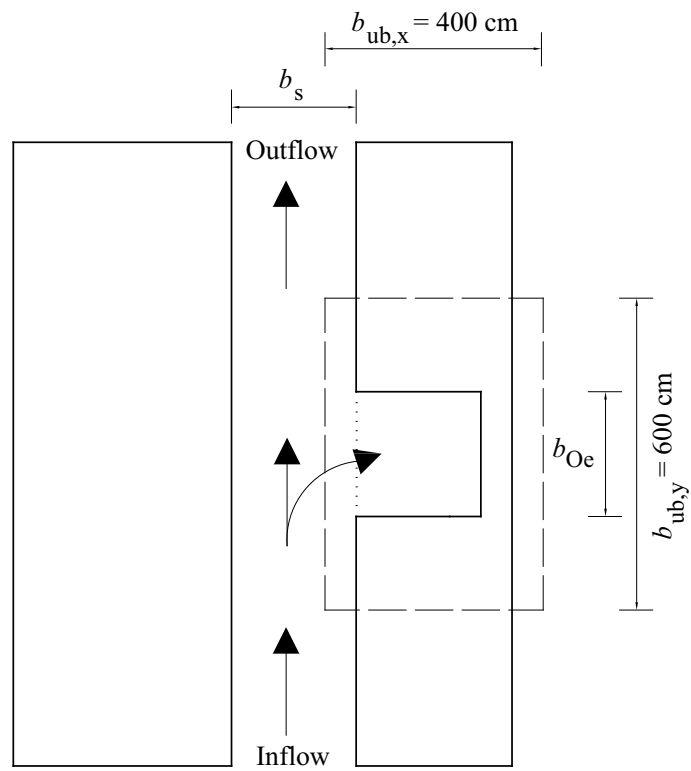 b_ub,x = 400 cm
b_s
Outflow
b_Oe
b_ub,y = 600 cm
Inflow